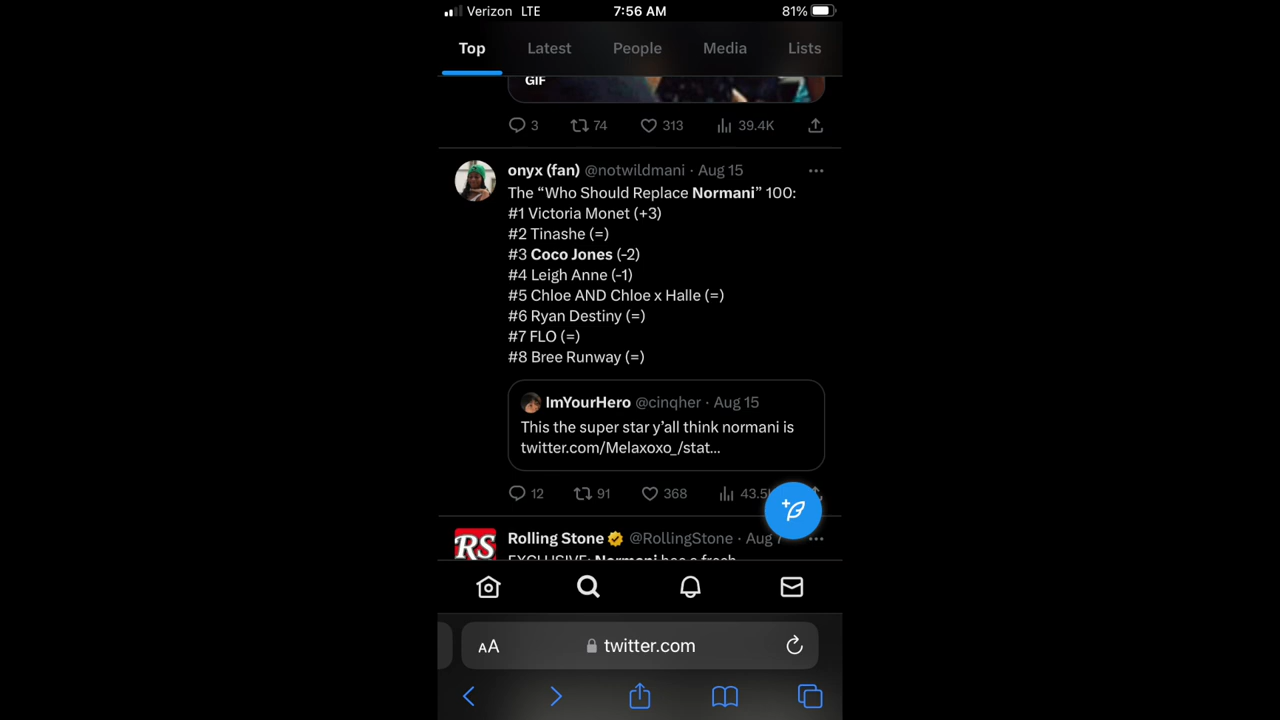 Verizon LTE 7:56 AM 81%
Top Latest People Media Lists
GIF
3 74 313 39.4K
onyx (fan) @notwildmani · Aug 15 ···
The “Who Should Replace Normani” 100:
#1 Victoria Monet (+3)
#2 Tinashe (=)
#3 Coco Jones (-2)
#4 Leigh Anne (-1)
#5 Chloe AND Chloe x Halle (=)
#6 Ryan Destiny (=)
#7 FLO (=)
#8 Bree Runway (=)
ImYourHero @cinqher · Aug 15
This the super star y’all think normani is
twitter.com/Melaxoxo_/stat...
12 91 368 43.5
RS Rolling Stone @RollingStone · Aug 7 ···
EXCLUSIVE: Normani has a fresh
AA twitter.com